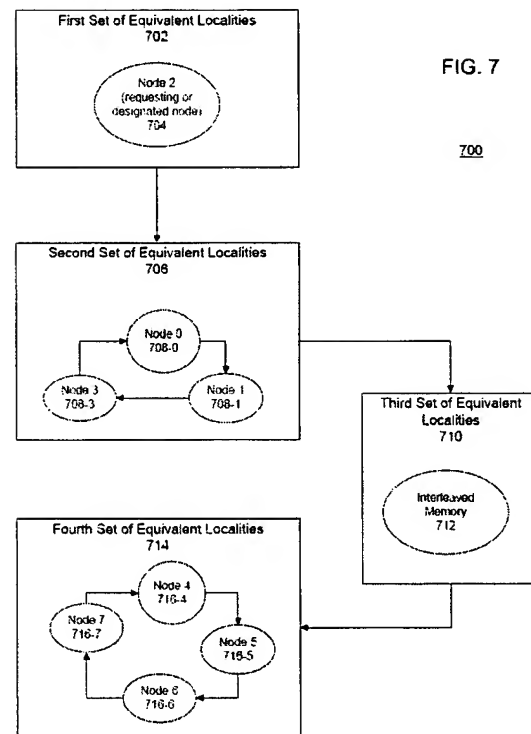 First Set of Equivalent Localities
702
Node 2
(requesting or
designated node)
704
FIG. 7
700
Second Set of Equivalent Localities
706
Node 0
708-0
Node 3
708-3
Node 1
708-1
Third Set of Equivalent
Localities
710
Interleaved
Memory
712
Fourth Set of Equivalent Localities
714
Node 4
716-4
Node 7
716-7
Node 5
716-5
Node 6
716-6